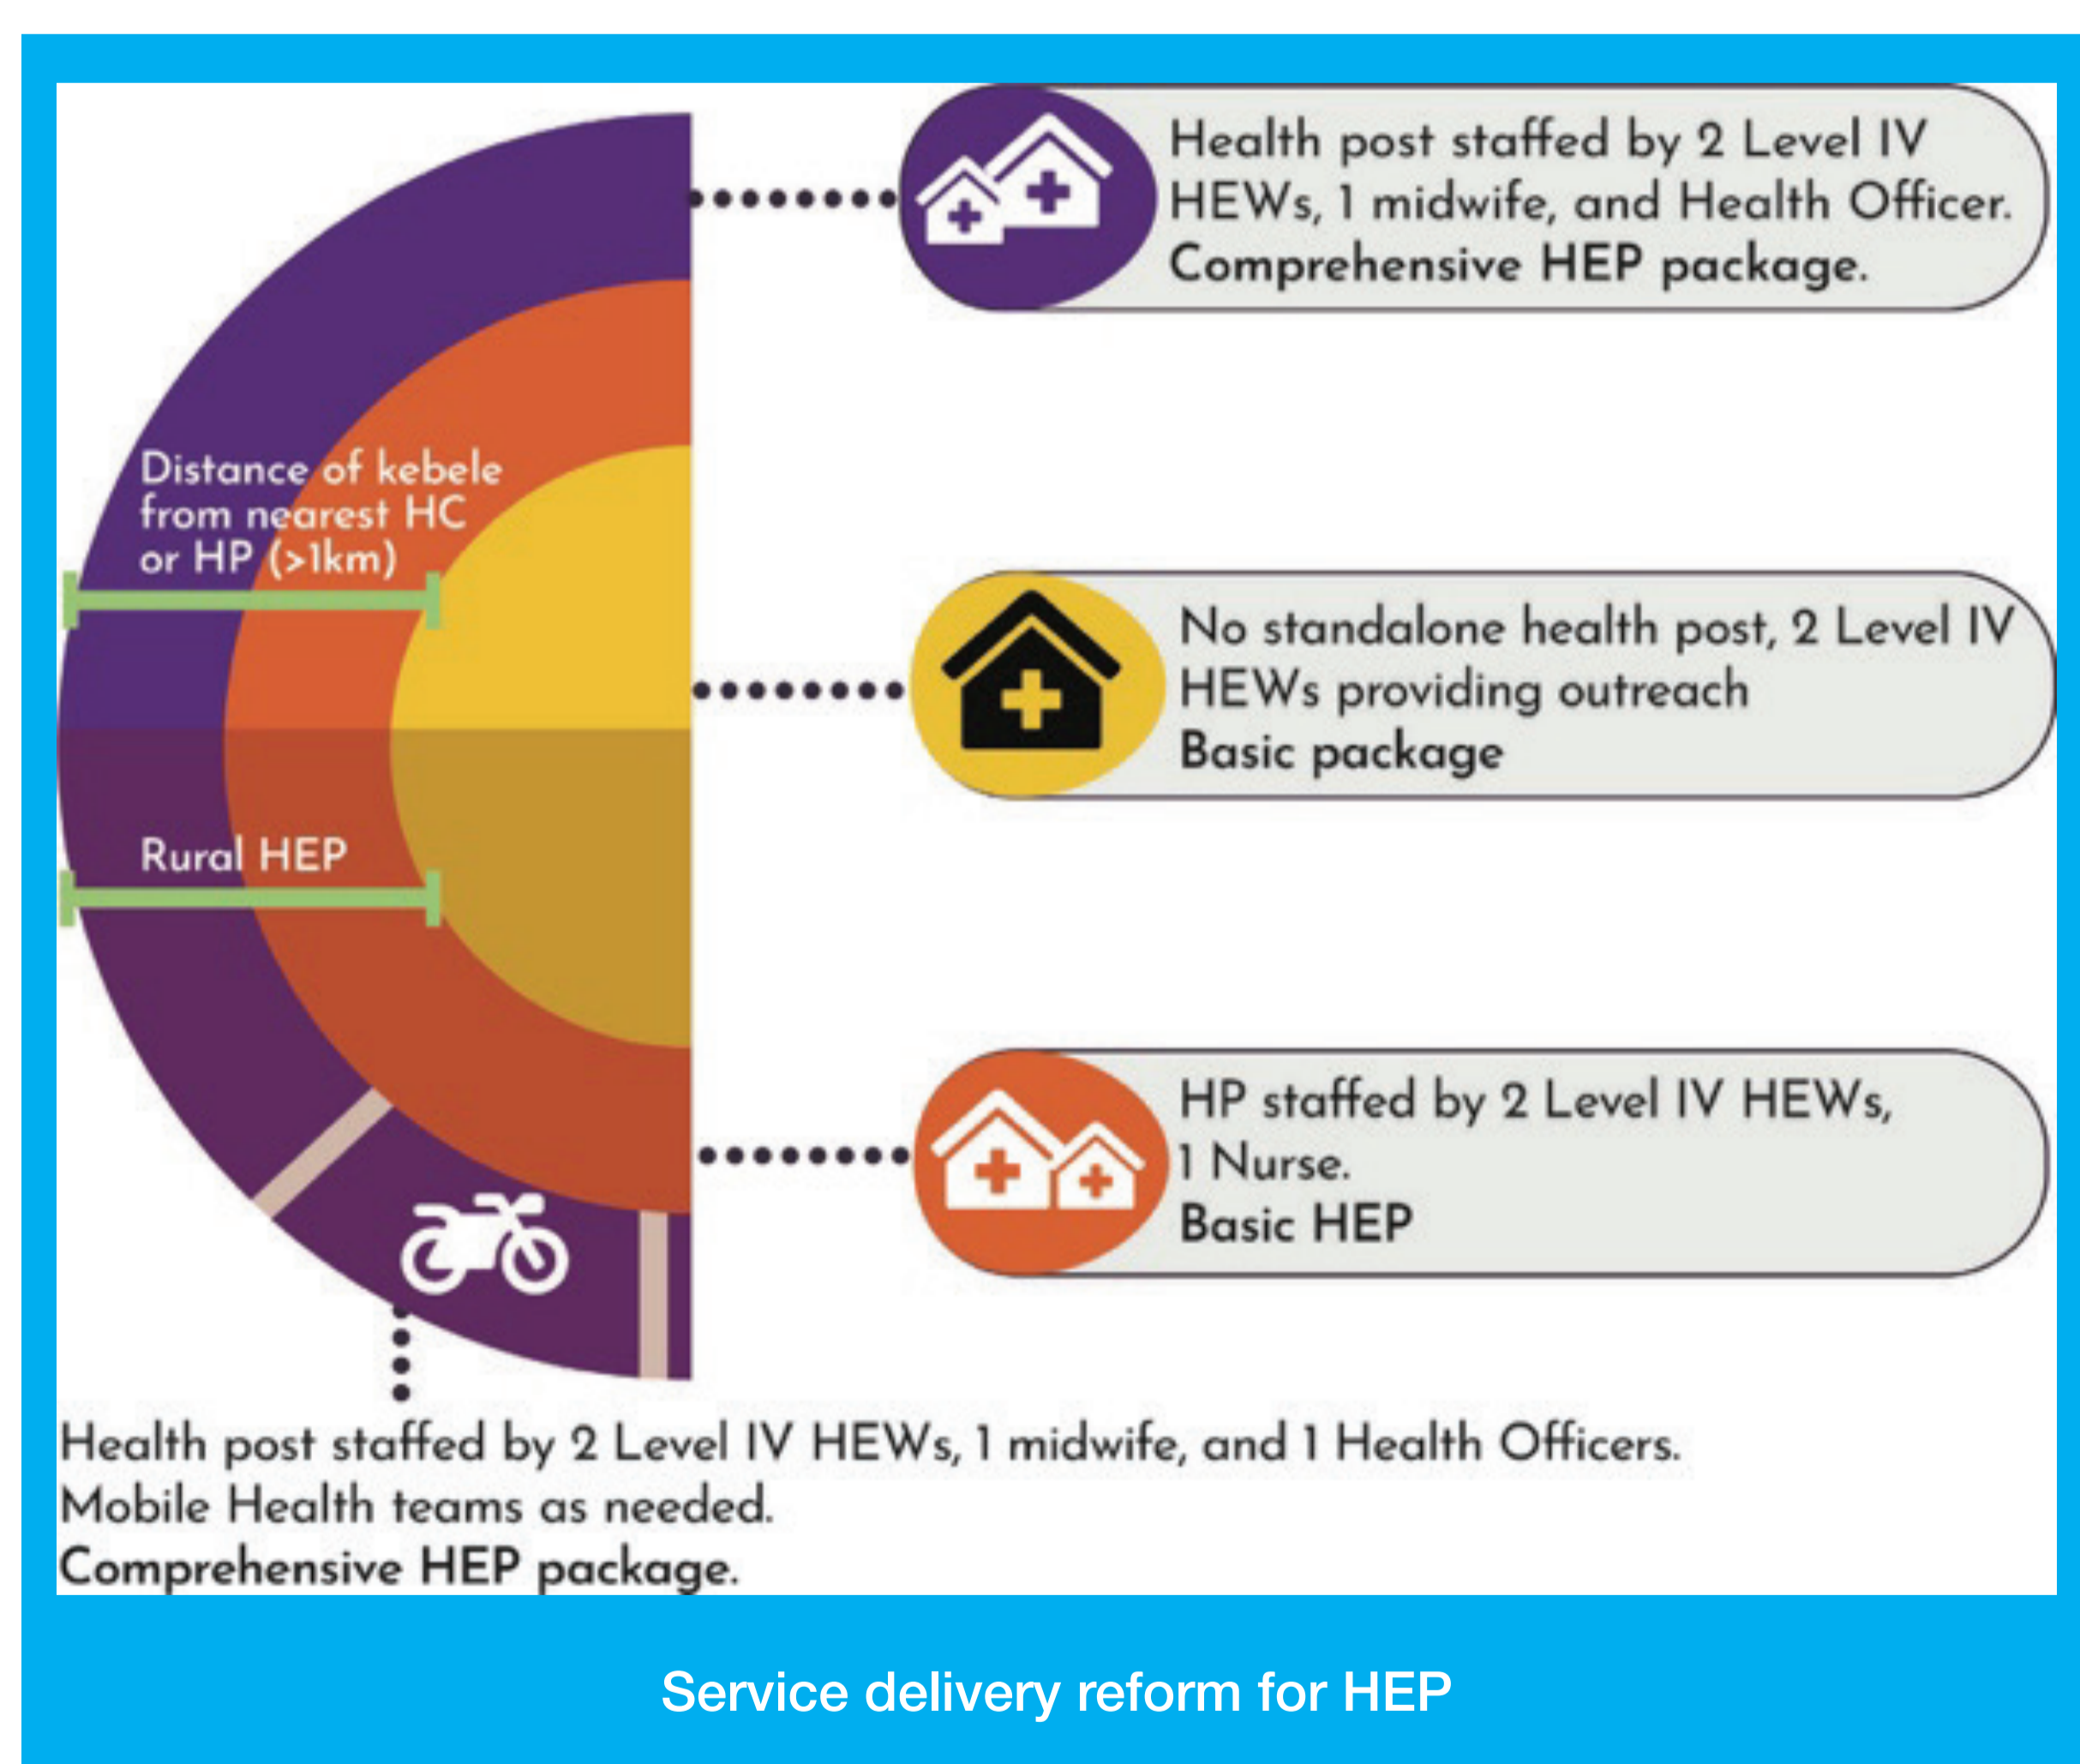 Health post staffed by 2 Level IV
HEWs, 1 midwife, and Health Officer.
Comprehensive HEP package.
Distance of kebele
from nearest HC
or HP (>1km)
No standalone health post, 2 Level IV
HEWs providing outreach
Basic package
Rural HEP
HP staffed by 2 Level IV HEWs,
1 Nurse.
Basic HEP
Health post staffed by 2 Level IV HEWs, 1 midwife, and 1 Health Officers.
Mobile Health teams as needed.
Comprehensive HEP package.
Service delivery reform for HEP